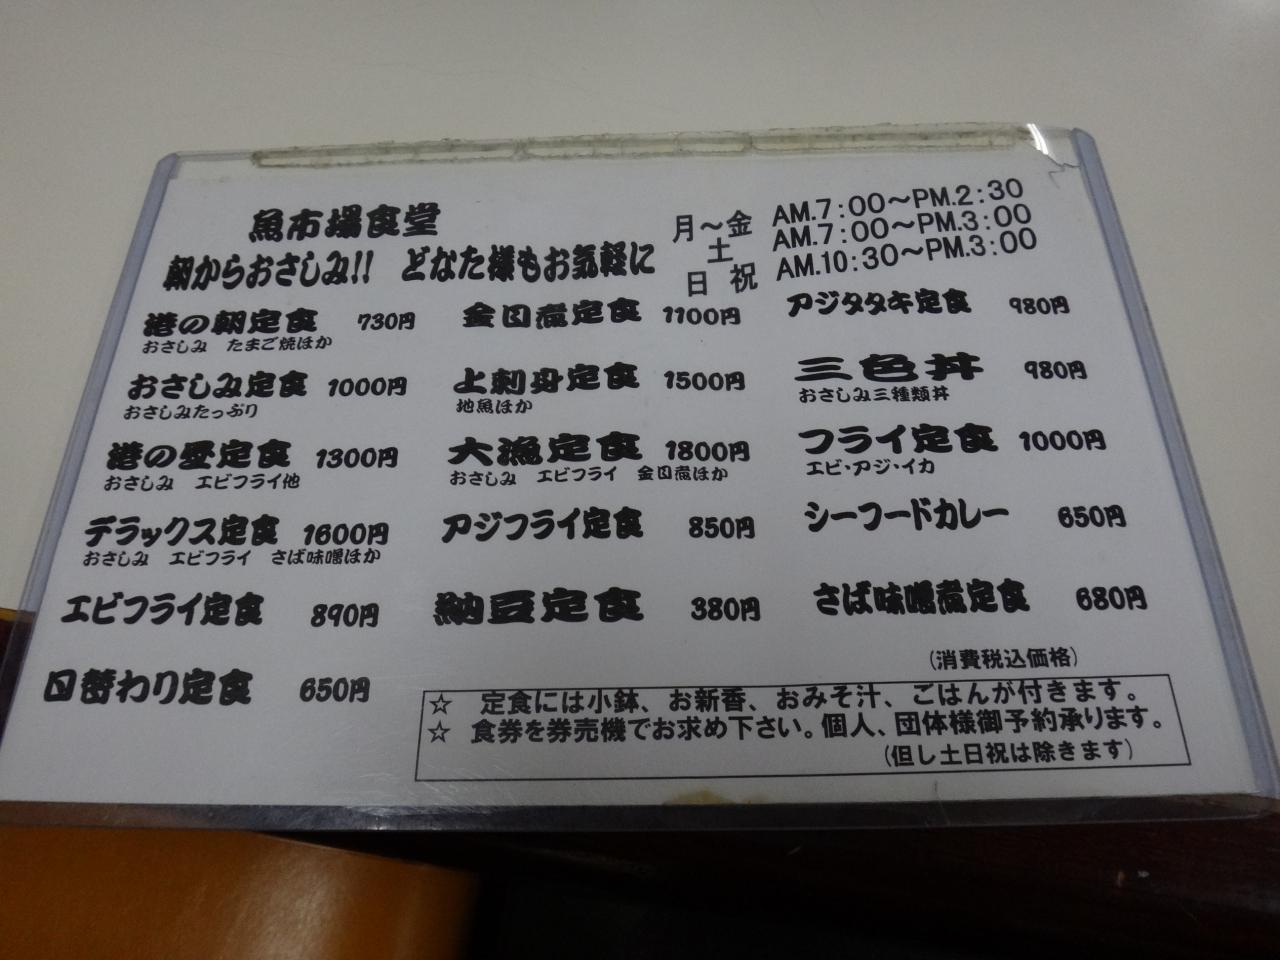 魚市場食堂
朝からおさしみ!! どなた様もお気軽に
月～金 AM.7:00～PM.2:30
土 AM.7:00～PM.3:00
日 祝 AM.10:30～PM.3:00
港の朝定食 730円
おさしみ たまご焼ほか
おさしみ定食 1000円
おさしみたっぷり
港の昼定食 1300円
おさしみ エビフライ他
デラックス定食 1600円
おさしみ エビフライ さば味噌ほか
エビフライ定食 890円
日替わり定食 650円
金目煮定食 1100円
上刺身定食 1500円
地魚ほか
大漁定食 1800円
おさしみ エビフライ 金目煮ほか
アジフライ定食 850円
納豆定食 380円
アジタタキ定食 980円
三色丼 980円
おさしみ三種類丼
フライ定食 1000円
エビ・アジ・イカ
シーフードカレー 650円
さば味噌煮定食 680円
(消費税込価格)
☆ 定食には小鉢、お新香、おみそ汁、ごはんが付きます。
☆ 食券を券売機でお求め下さい。個人、団体様御予約承ります。
(但し土日祝は除きます)